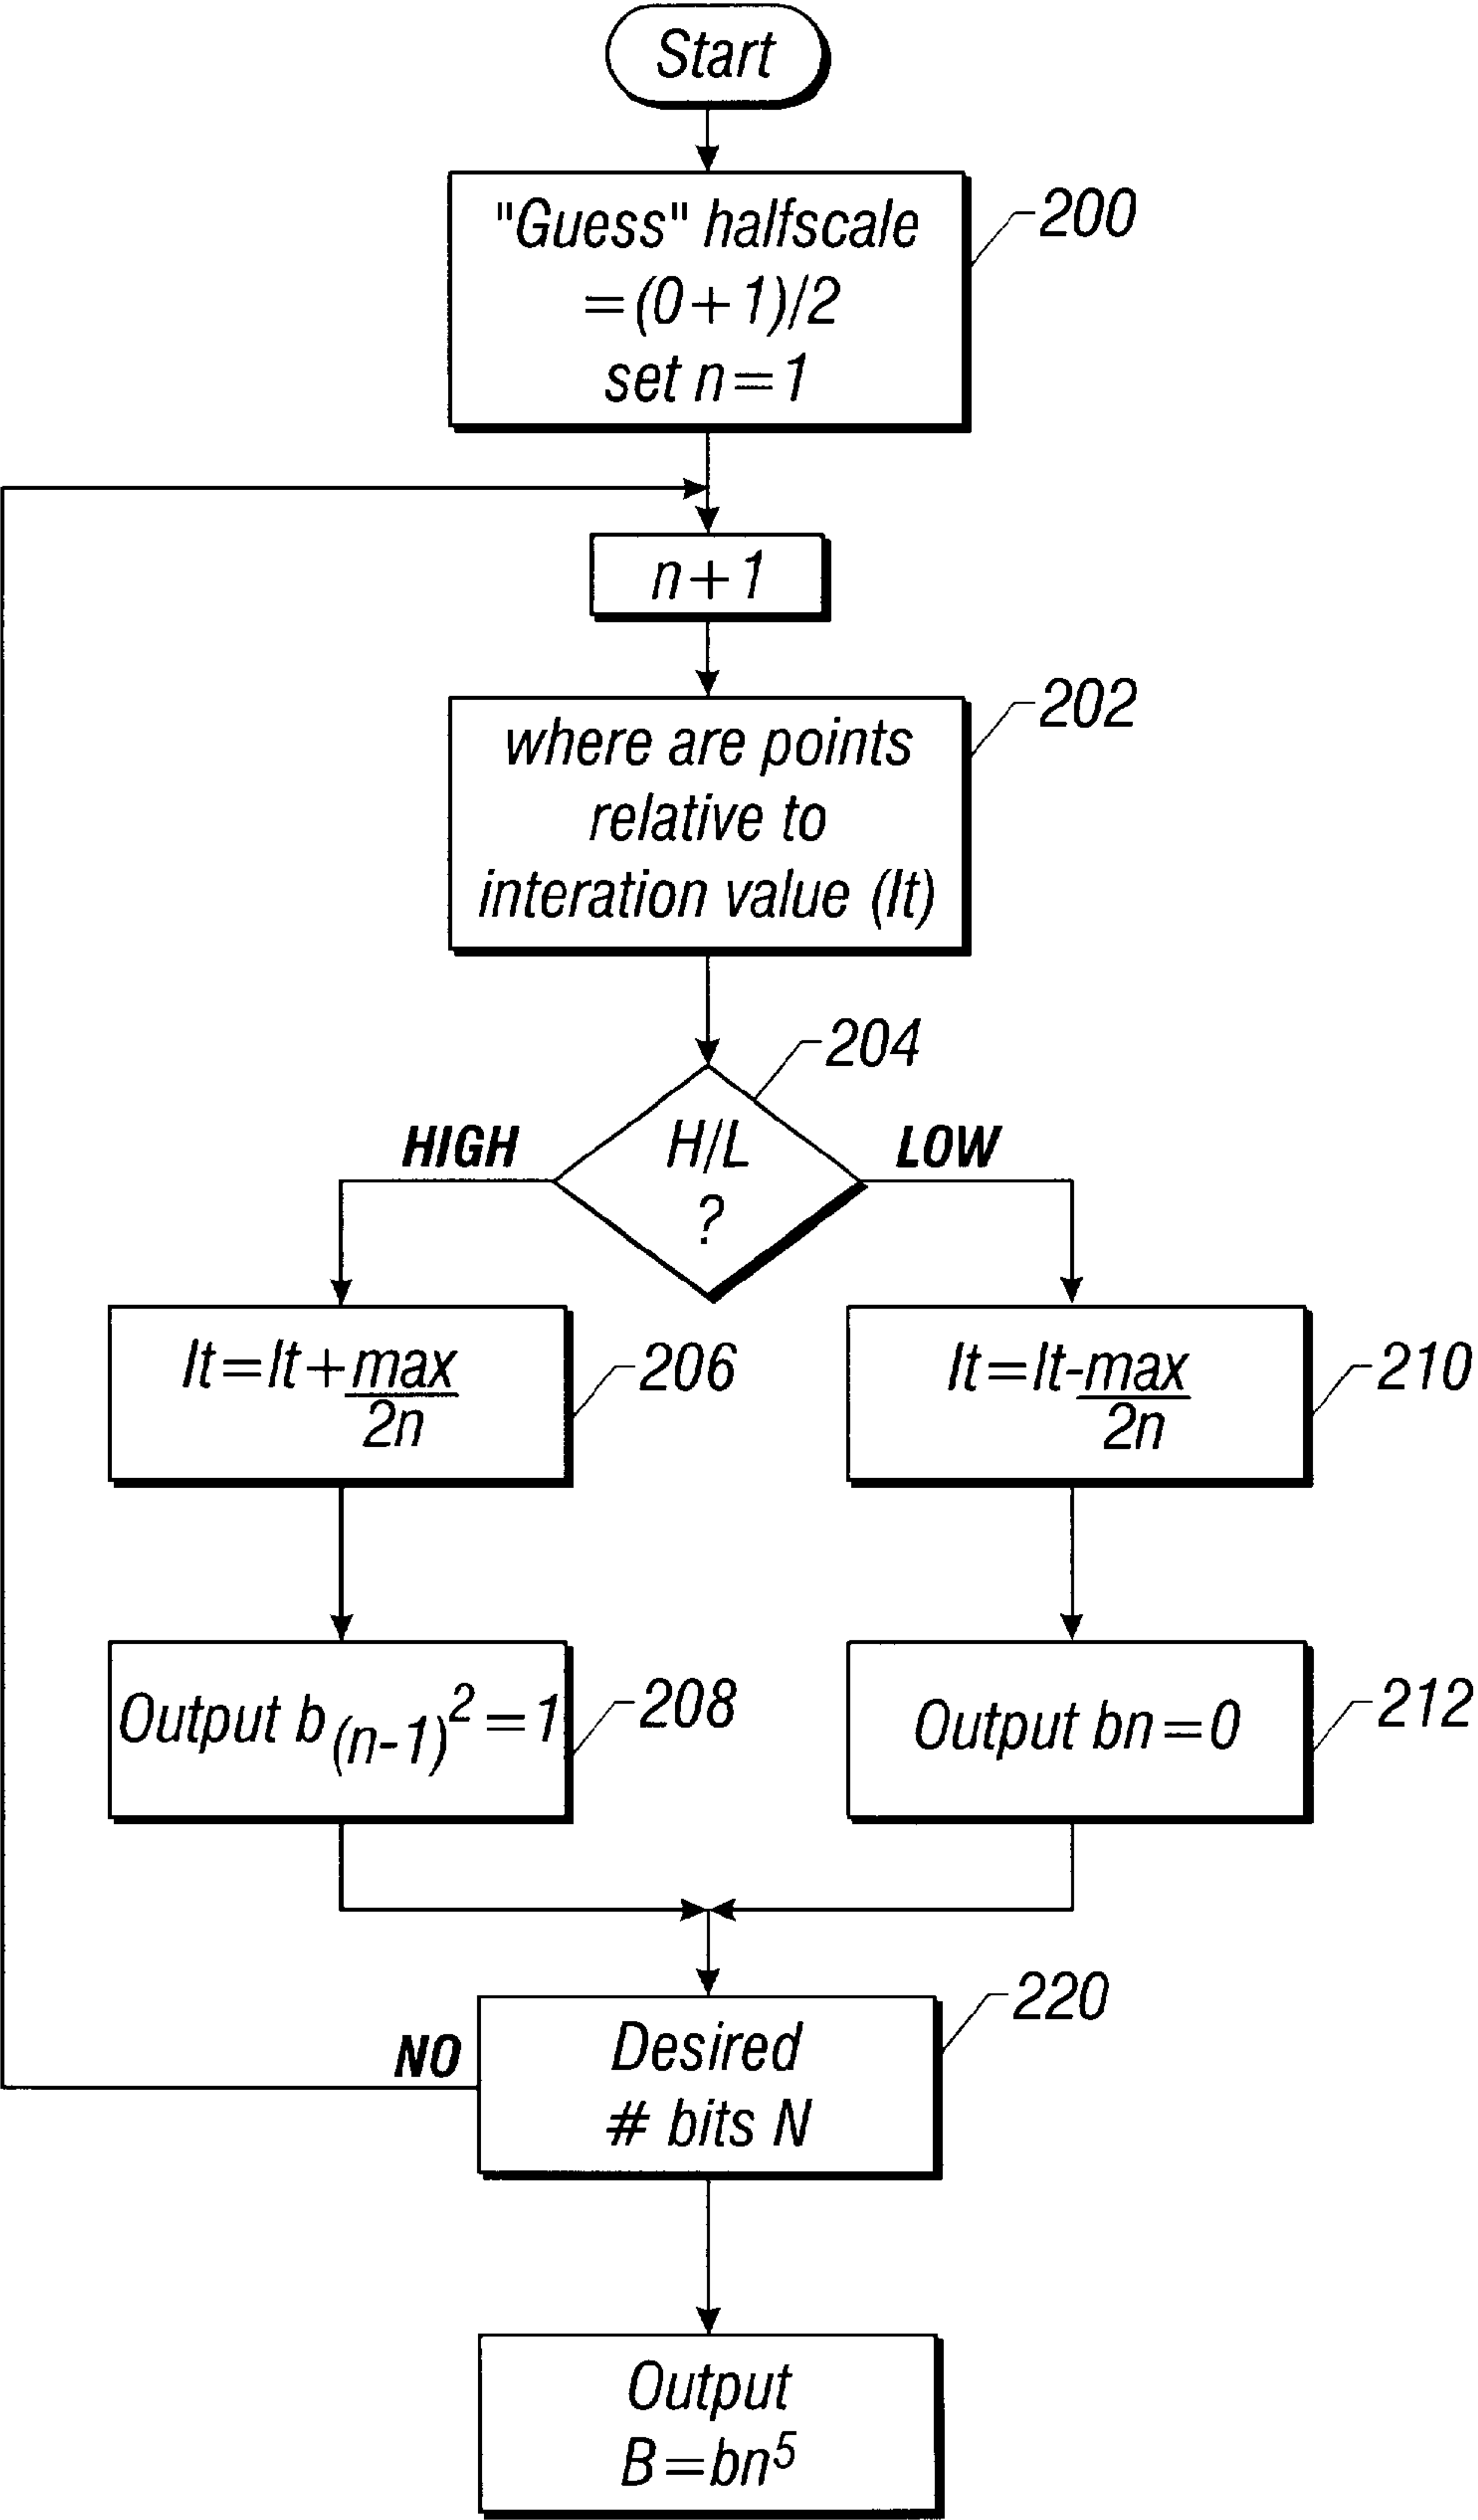 Start
"Guess" halfscale
=(0+1)/2
set n=1
200
n+1
where are points
relative to
interation value (It)
202
204
H/L
?
HIGH
LOW
It=It+max/2n
206
It=It-max/2n
210
Output b(n-1)²=1
208
Output bn=0
212
Desired
# bits N
220
NO
Output
B=bn⁵